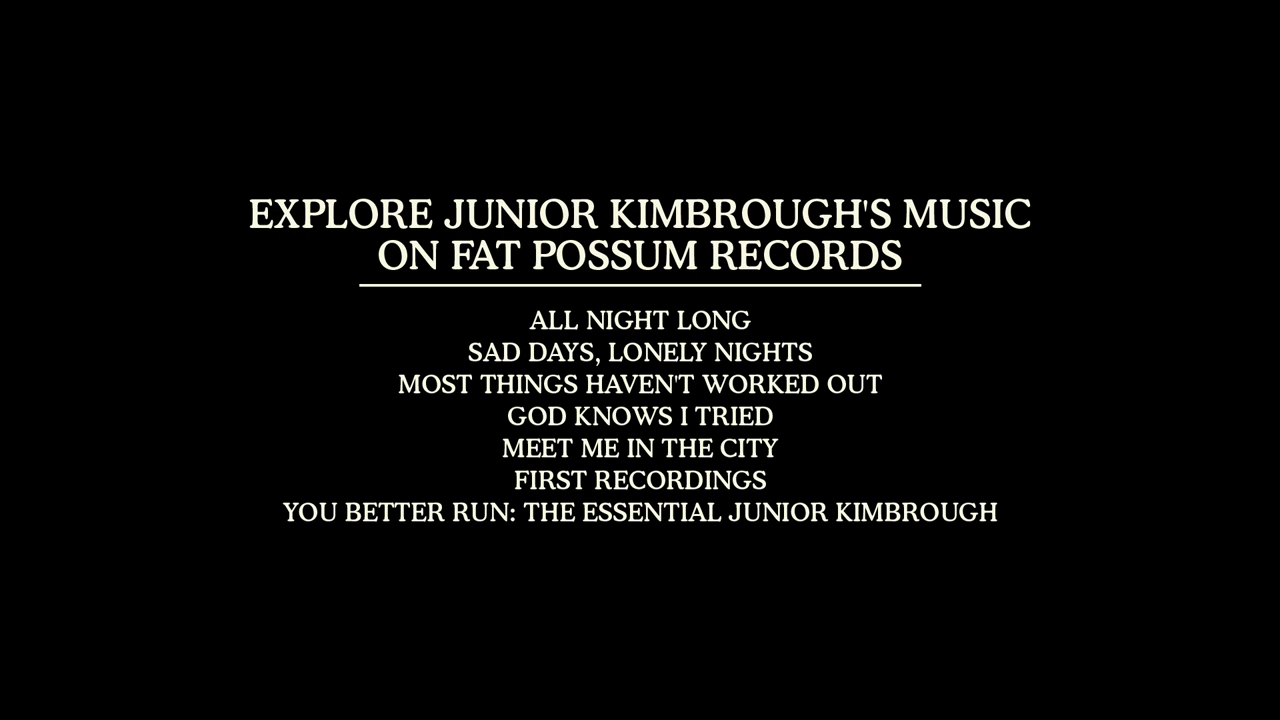 EXPLORE JUNIOR KIMBROUGH'S MUSIC
ON FAT POSSUM RECORDS
ALL NIGHT LONG
SAD DAYS, LONELY NIGHTS
MOST THINGS HAVEN'T WORKED OUT
GOD KNOWS I TRIED
MEET ME IN THE CITY
FIRST RECORDINGS
YOU BETTER RUN: THE ESSENTIAL JUNIOR KIMBROUGH